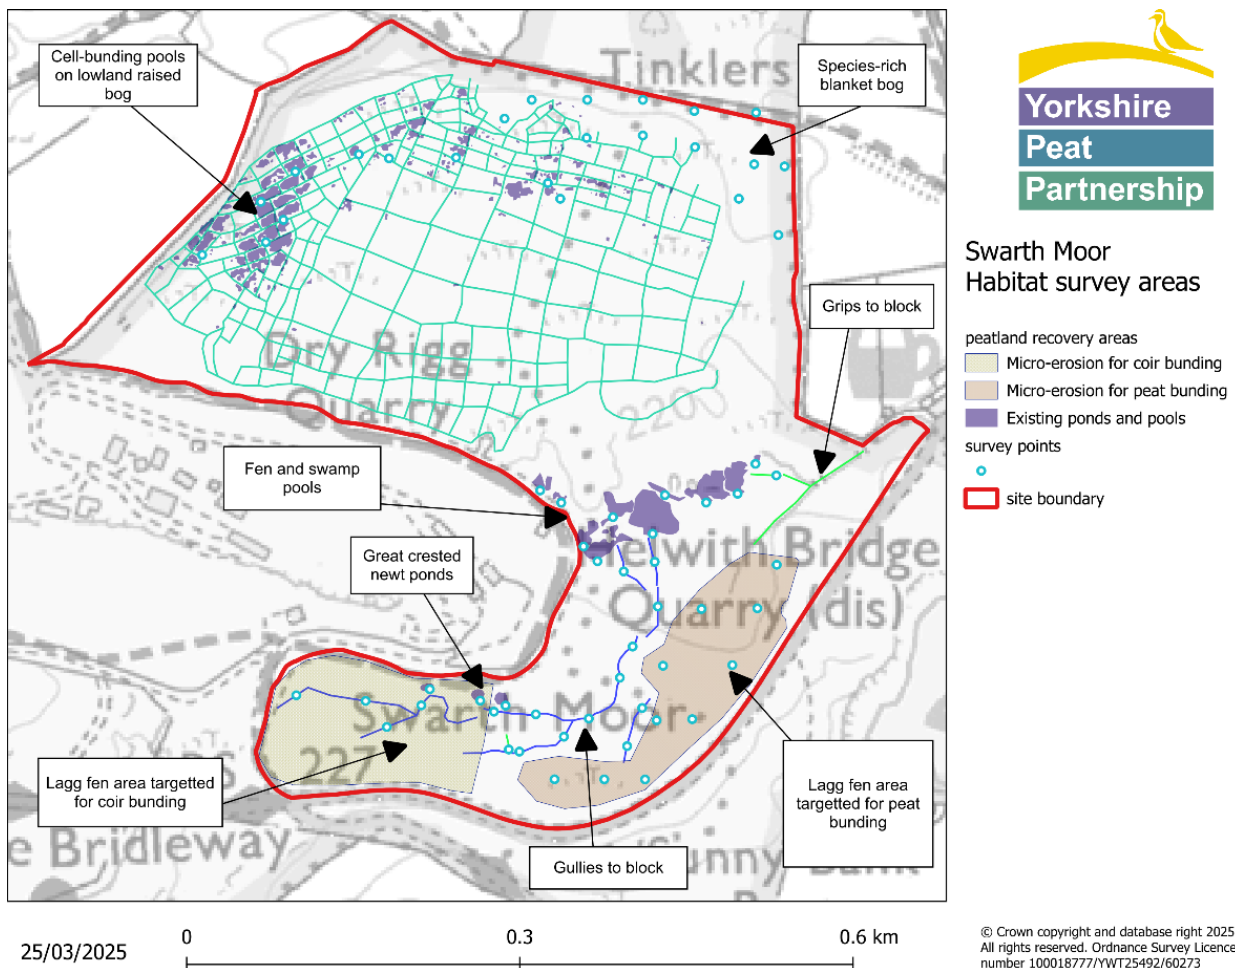 Cell-bunding pools
on lowland raised
bog
Tinklers
Species-rich
blanket bog
Yorkshire
Peat
Partnership
Swarth Moor
Habitat survey areas
Grips to block
peatland recovery areas
Micro-erosion for coir bunding
Micro-erosion for peat bunding
Existing ponds and pools
survey points
site boundary
Dry Rigg
Quarry
220
Fen and swamp
pools
Helwith Bridge
Quarry (dis)
Great crested
newt ponds
Swarth Moor
227
Lagg fen area targetted
for coir bunding
Lagg fen area
targetted for peat
bunding
e Bridleway
Gullies to block
Sunny Bank
25/03/2025
0
0.3
0.6 km
© Crown copyright and database right 2025
All rights reserved. Ordnance Survey Licence
number 100018777/YWT25492/60273